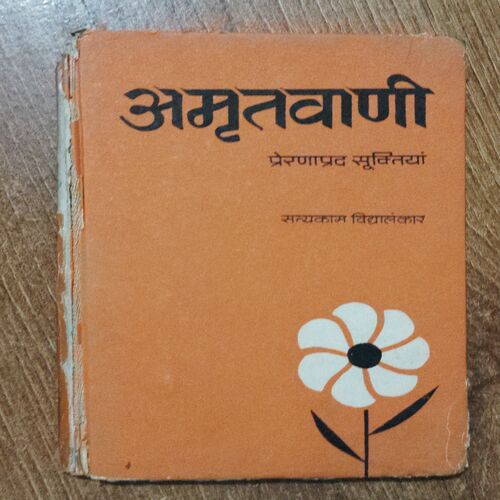 अमृतवाणी
प्रेरणाप्रद सूक्तियां
सत्यकाम विद्यालंकार